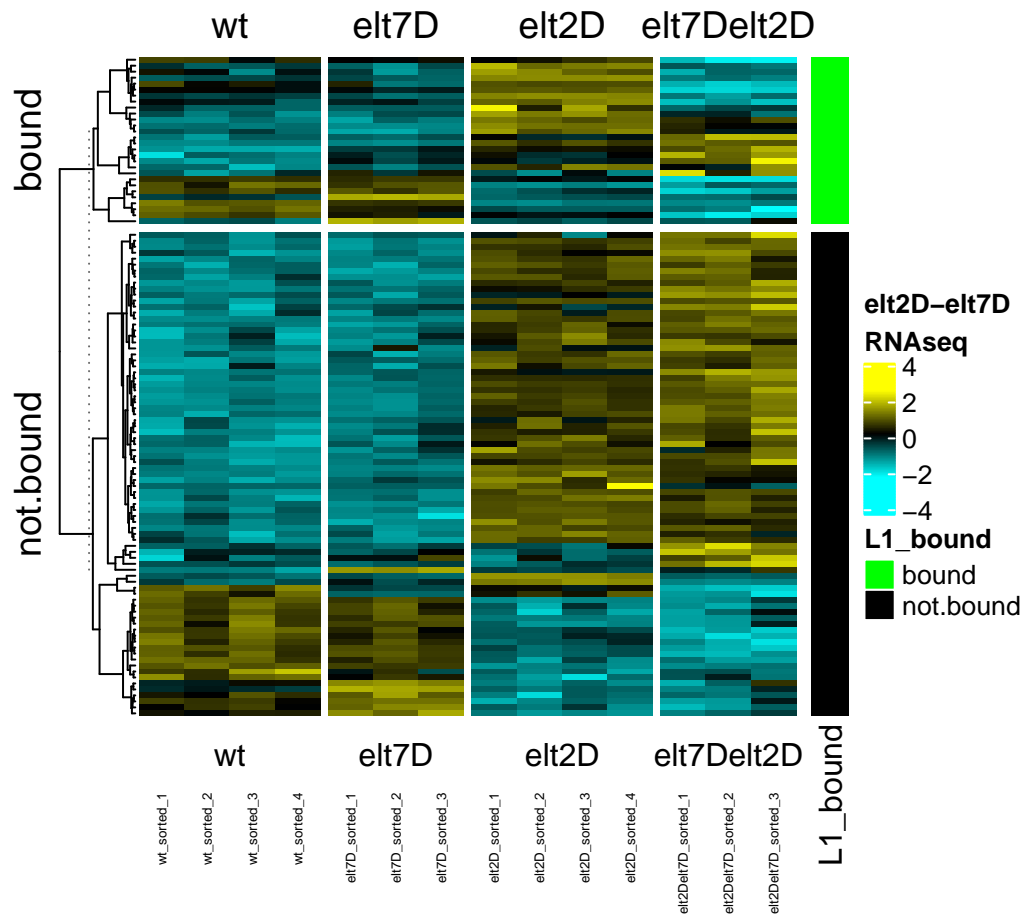 wt elt7D elt2D elt7Delt2D
bound
not.bound
elt2D−elt7D
RNAseq
4
2
0
−2
−4
L1_bound
bound
not.bound
wt elt7D elt2D elt7Delt2D
wt_sorted_1
wt_sorted_2
wt_sorted_3
wt_sorted_4
elt7D_sorted_1
elt7D_sorted_2
elt7D_sorted_3
elt2D_sorted_1
elt2D_sorted_2
elt2D_sorted_3
elt2D_sorted_4
elt2Delt7D_sorted_1
elt2Delt7D_sorted_2
elt2Delt7D_sorted_3
L1_bound